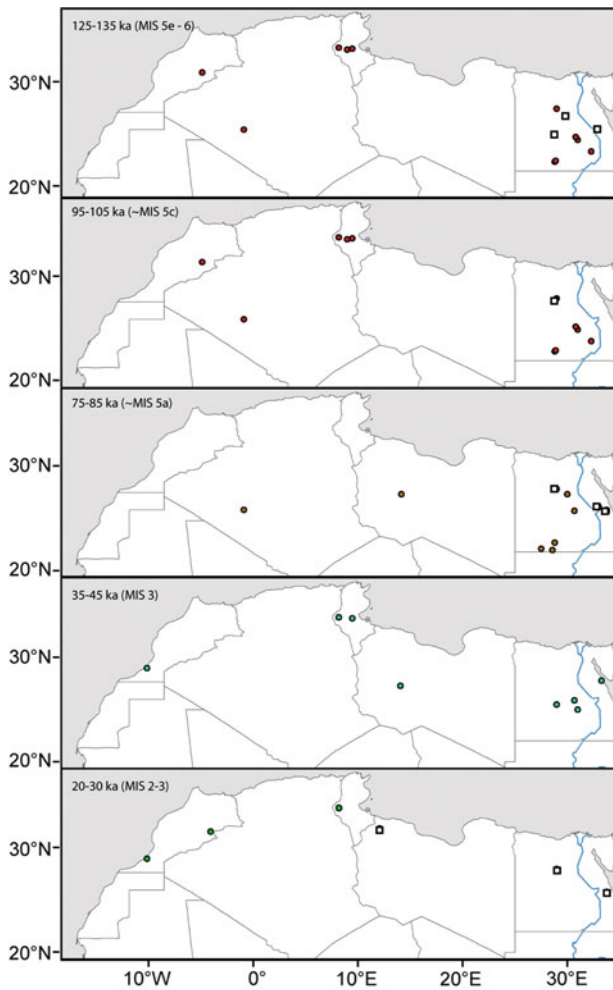 125-135 ka (MIS 5e - 6)
30°N
20°N
95-105 ka (~MIS 5c)
30°N
20°N
75-85 ka (~MIS 5a)
30°N
20°N
35-45 ka (MIS 3)
30°N
20°N
20-30 ka (MIS 2-3)
30°N
20°N
10°W 0° 10°E 20°E 30°E